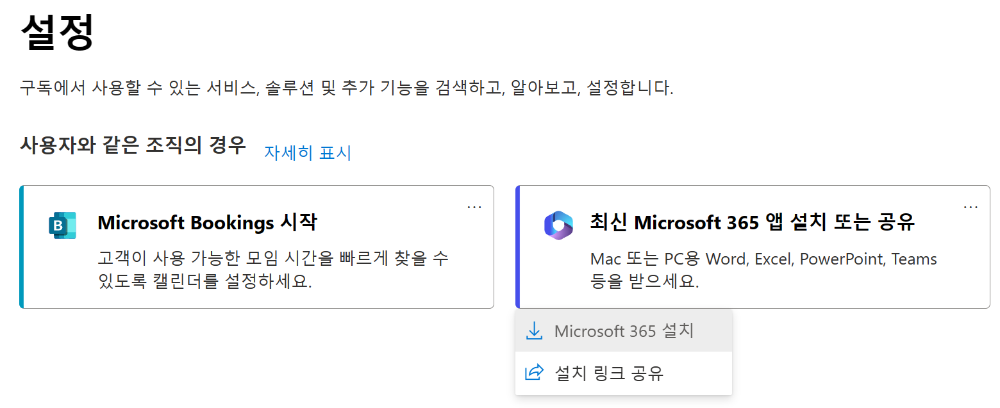 설정
구독에서 사용할 수 있는 서비스, 솔루션 및 추가 기능을 검색하고, 알아보고, 설정합니다.
사용자와 같은 조직의 경우 자세히 표시
...
B
Microsoft Bookings 시작
고객이 사용 가능한 모임 시간을 빠르게 찾을 수
있도록 캘린더를 설정하세요.
...
최신 Microsoft 365 앱 설치 또는 공유
Mac 또는 PC용 Word, Excel, PowerPoint, Teams
등을 받으세요.
Microsoft 365 설치
설치 링크 공유